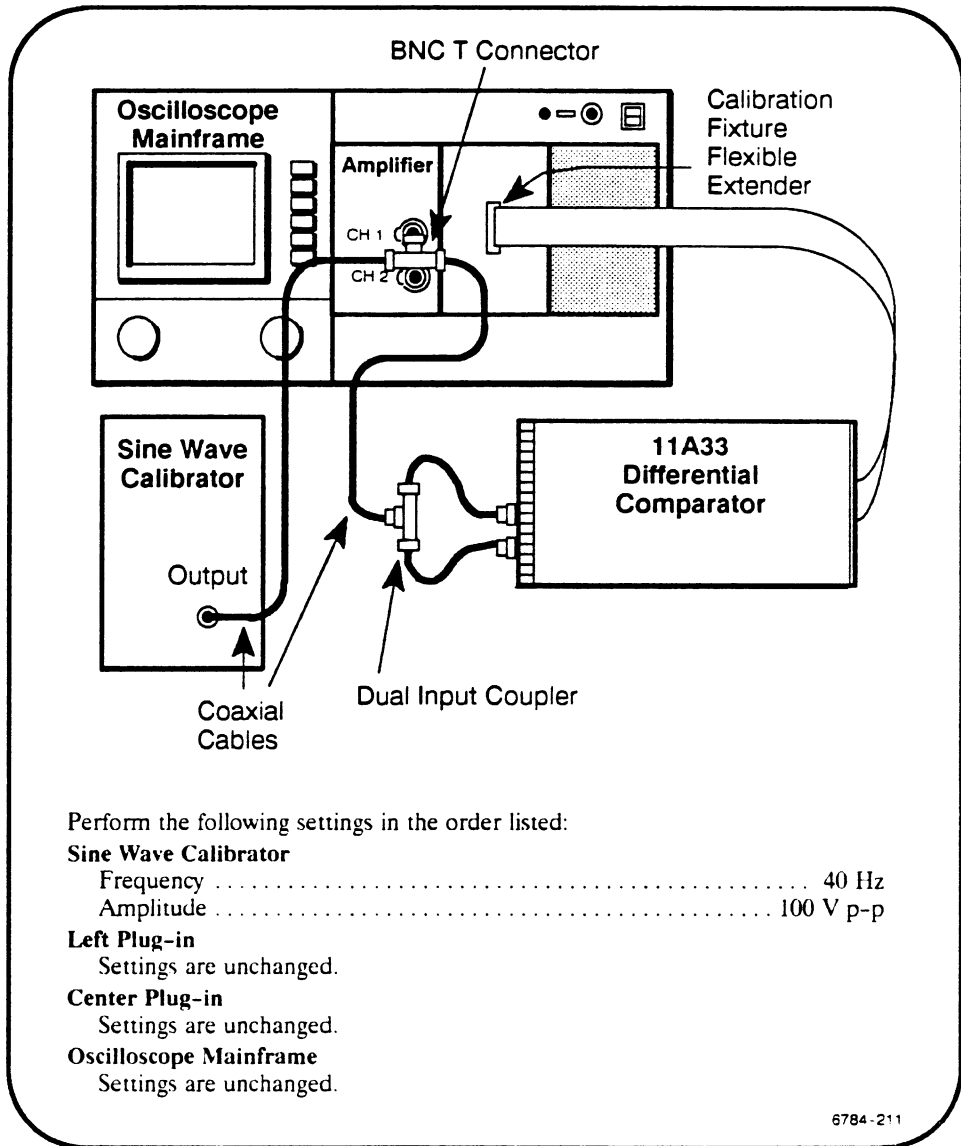 BNC T Connector
Oscilloscope
Mainframe
Amplifier
CH 1
CH 2
Calibration
Fixture
Flexible
Extender
Sine Wave
Calibrator
Output
11A33
Differential
Comparator
Coaxial
Cables
Dual Input Coupler
Perform the following settings in the order listed:
Sine Wave Calibrator
Frequency . . . . . . . . . . . . . . . . . . . . . . . . . . . . . . . . . . . . . . . . . . . . . . . . . . . . 40 Hz
Amplitude . . . . . . . . . . . . . . . . . . . . . . . . . . . . . . . . . . . . . . . . . . . . . . . . . 100 V p-p
Left Plug-in
Settings are unchanged.
Center Plug-in
Settings are unchanged.
Oscilloscope Mainframe
Settings are unchanged.
6784-211